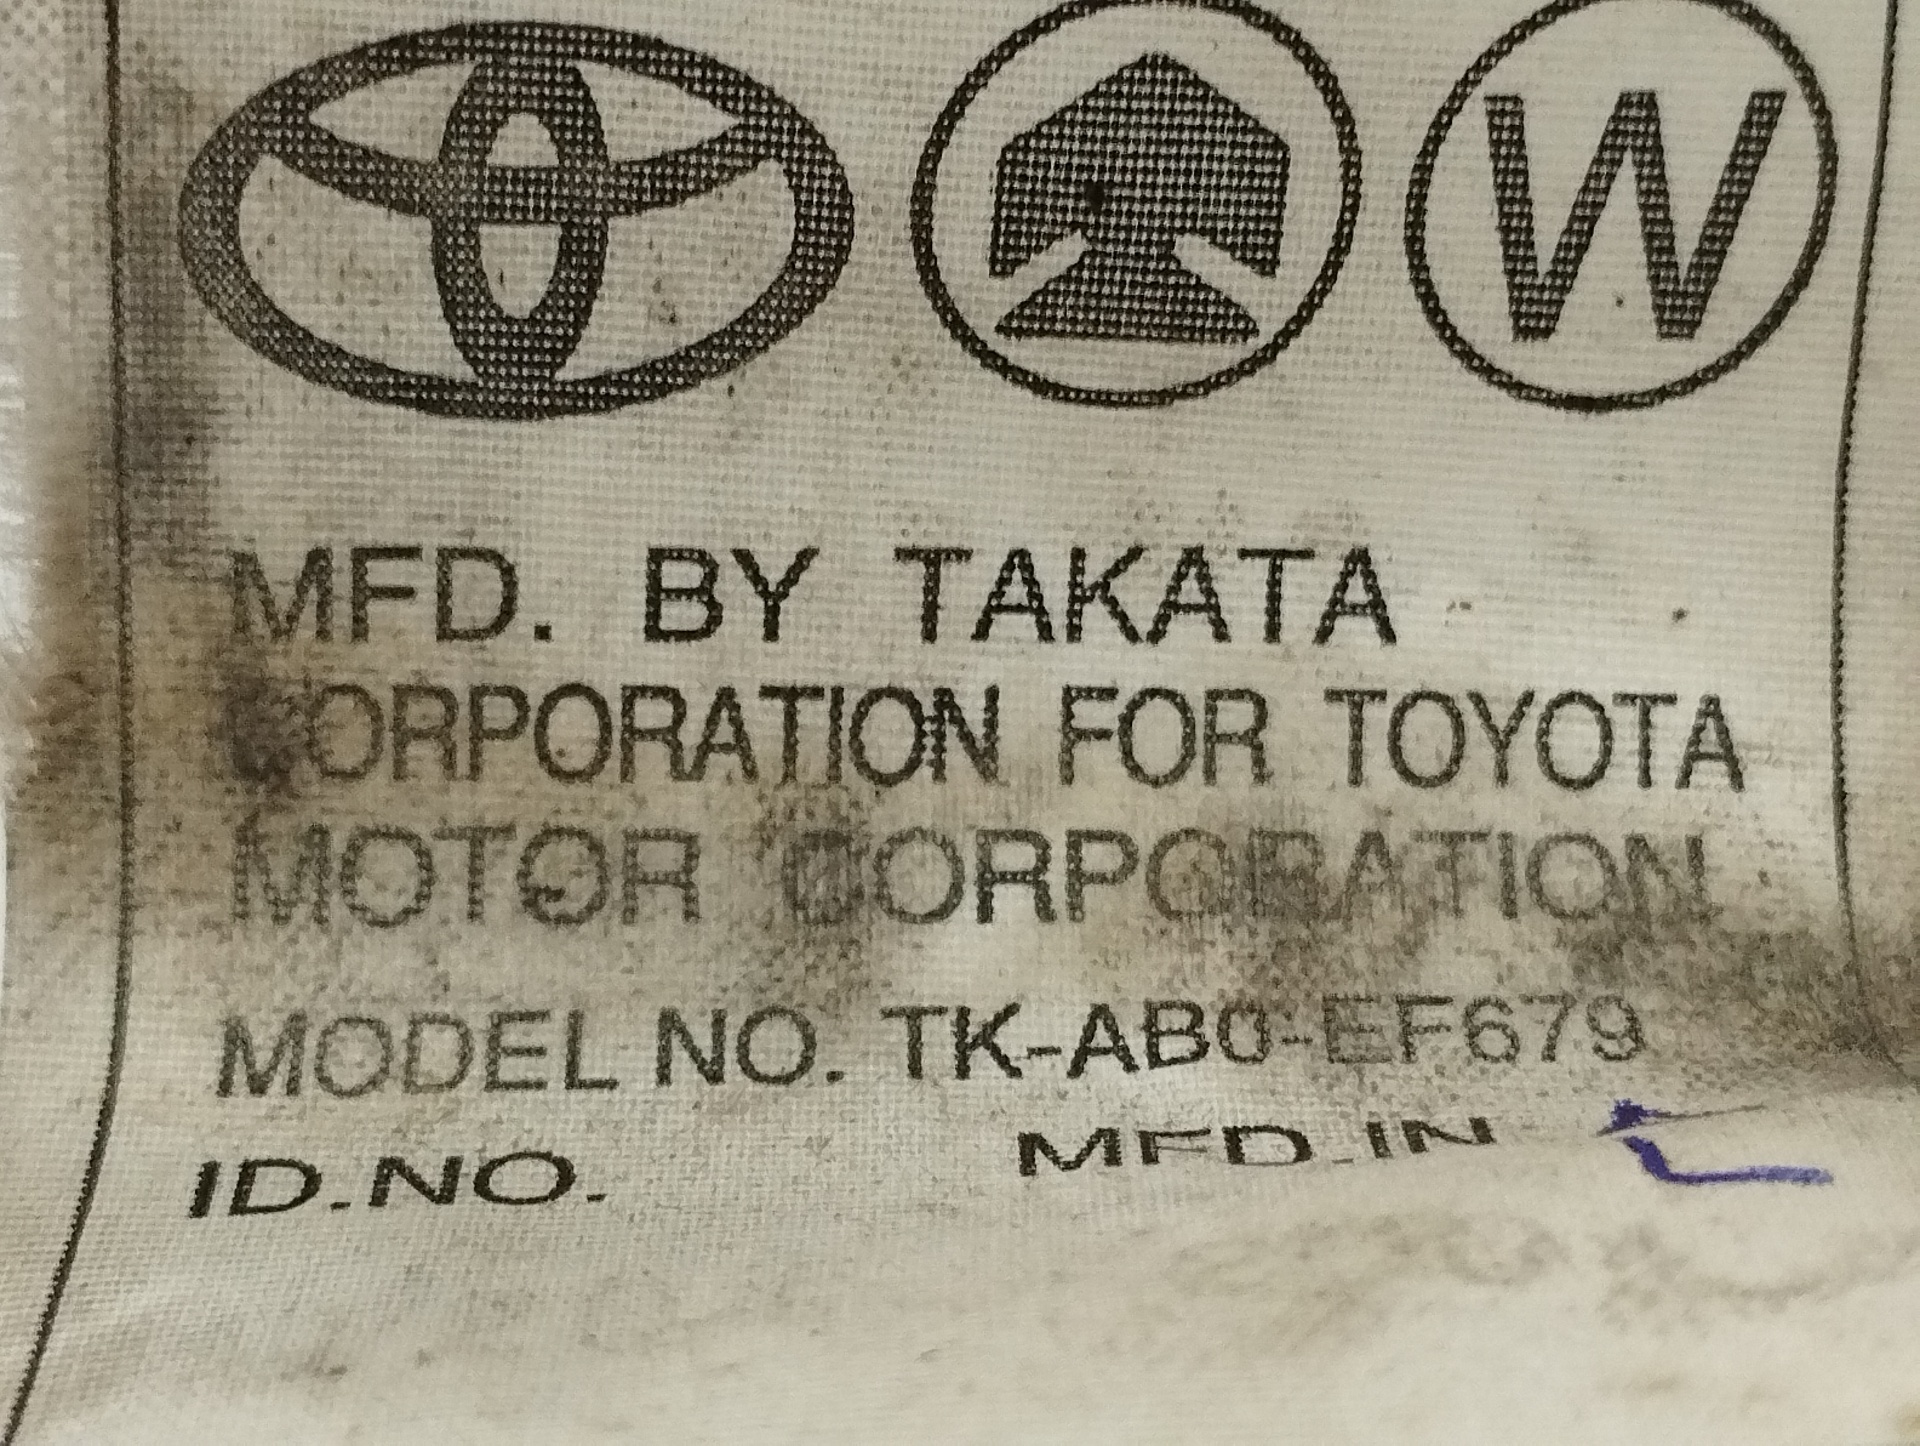 W
MFD. BY TAKATA
CORPORATION FOR TOYOTA
MOTOR CORPORATION
MODEL NO. TK-AB0-EF679
ID.NO. MFD.IN